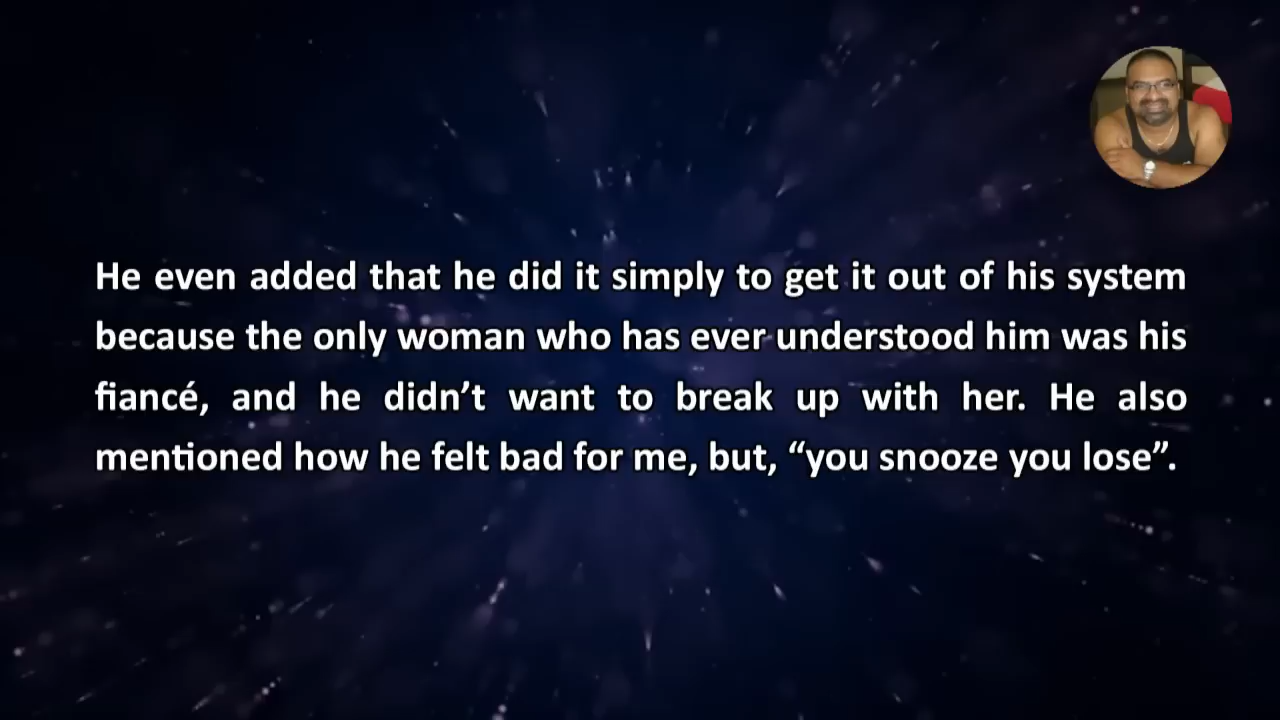 He even added that he did it simply to get it out of his system
because the only woman who has ever understood him was his
fiancé, and he didn’t want to break up with her. He also
mentioned how he felt bad for me, but, “you snooze you lose”.